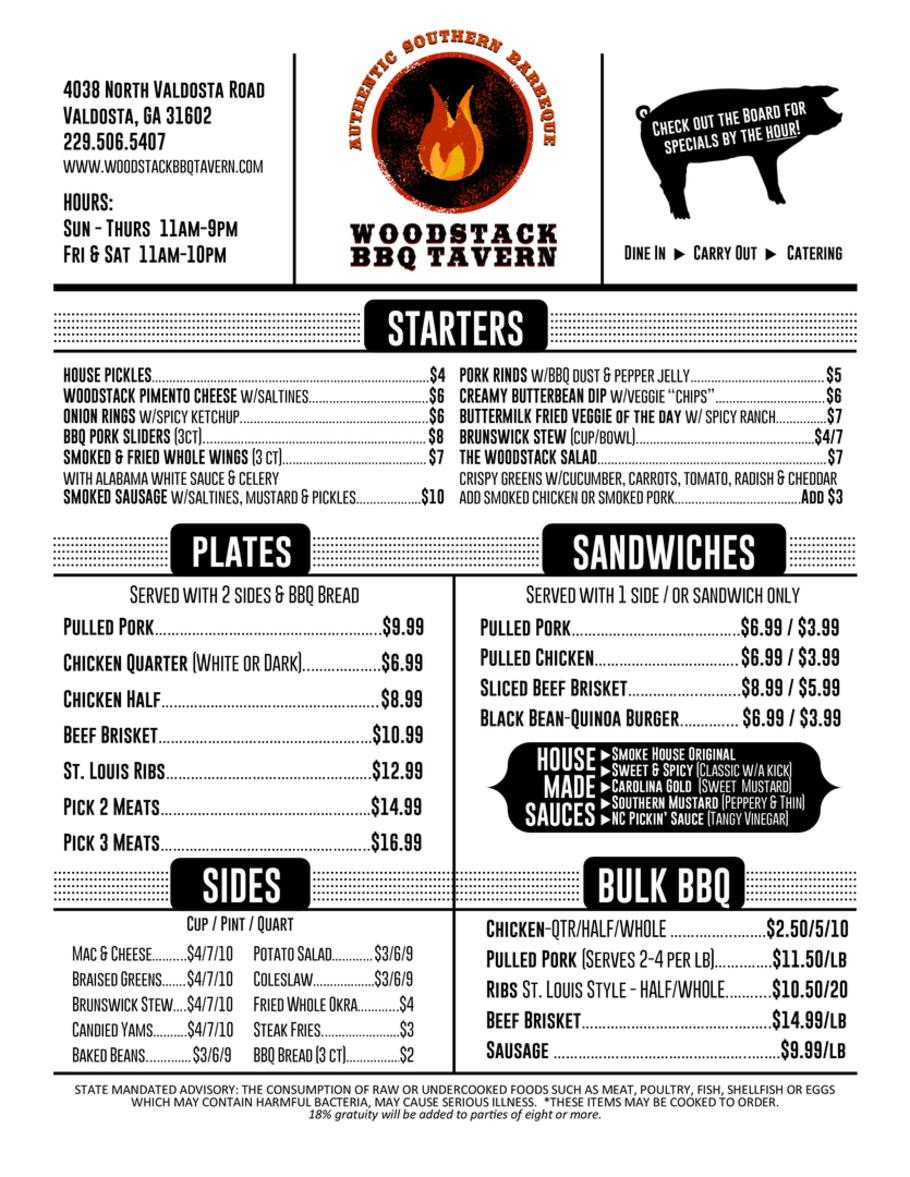 4038 North Valdosta Road
Valdosta, GA 31602
229.506.5407
www.woodstackbbqtavern.com
HOURS:
Sun - Thurs 11am-9pm
Fri & Sat 11am-10pm
AUTHENTIC SOUTHERN BARBEQUE
WOODSTACK
BBQ TAVERN
Check out the Board for
specials by the hour!
Dine In ▶ Carry Out ▶ Catering
STARTERS
HOUSE PICKLES...$4
WOODSTACK PIMENTO CHEESE W/SALTINES...$6
ONION RINGS W/SPICY KETCHUP...$6
BBQ PORK SLIDERS (3CT)...$8
SMOKED & FRIED WHOLE WINGS (3 CT)...$7
WITH ALABAMA WHITE SAUCE & CELERY
SMOKED SAUSAGE W/SALTINES, MUSTARD & PICKLES...$10
PORK RINDS W/BBQ DUST & PEPPER JELLY...$5
CREAMY BUTTERBEAN DIP W/VEGGIE “CHIPS”...$6
BUTTERMILK FRIED VEGGIE OF THE DAY W/ SPICY RANCH...$7
BRUNSWICK STEW (CUP/BOWL)...$4/7
THE WOODSTACK SALAD...$7
CRISPY GREENS W/CUCUMBER, CARROTS, TOMATO, RADISH & CHEDDAR
ADD SMOKED CHICKEN OR SMOKED PORK...Add $3
PLATES
Served with 2 sides & BBQ Bread
Pulled Pork...$9.99
Chicken Quarter (White or Dark)...$6.99
Chicken Half...$8.99
Beef Brisket...$10.99
St. Louis Ribs...$12.99
Pick 2 Meats...$14.99
Pick 3 Meats...$16.99
SANDWICHES
Served with 1 side / or sandwich only
Pulled Pork...$6.99 / $3.99
Pulled Chicken...$6.99 / $3.99
Sliced Beef Brisket...$8.99 / $5.99
Black Bean-Quinoa Burger...$6.99 / $3.99
HOUSE
MADE
SAUCES
▶Smoke House Original
▶Sweet & Spicy (Classic w/a kick)
▶Carolina Gold (Sweet Mustard)
▶Southern Mustard (Peppery & Thin)
▶NC Pickin' Sauce (Tangy Vinegar)
SIDES
Cup / Pint / Quart
Mac & Cheese...$4/7/10
Braised Greens...$4/7/10
Brunswick Stew...$4/7/10
Candied Yams...$4/7/10
Baked Beans...$3/6/9
Potato Salad...$3/6/9
Coleslaw...$3/6/9
Fried Whole Okra...$4
Steak Fries...$3
BBQ Bread (3 ct)...$2
BULK BBQ
Chicken-QTR/HALF/WHOLE...$2.50/5/10
Pulled Pork (Serves 2-4 per lb)...$11.50/lb
Ribs St. Louis Style - HALF/WHOLE...$10.50/20
Beef Brisket...$14.99/lb
Sausage...$9.99/lb
STATE MANDATED ADVISORY: THE CONSUMPTION OF RAW OR UNDERCOOKED FOODS SUCH AS MEAT, POULTRY, FISH, SHELLFISH OR EGGS
WHICH MAY CONTAIN HARMFUL BACTERIA, MAY CAUSE SERIOUS ILLNESS. *THESE ITEMS MAY BE COOKED TO ORDER.
18% gratuity will be added to parties of eight or more.